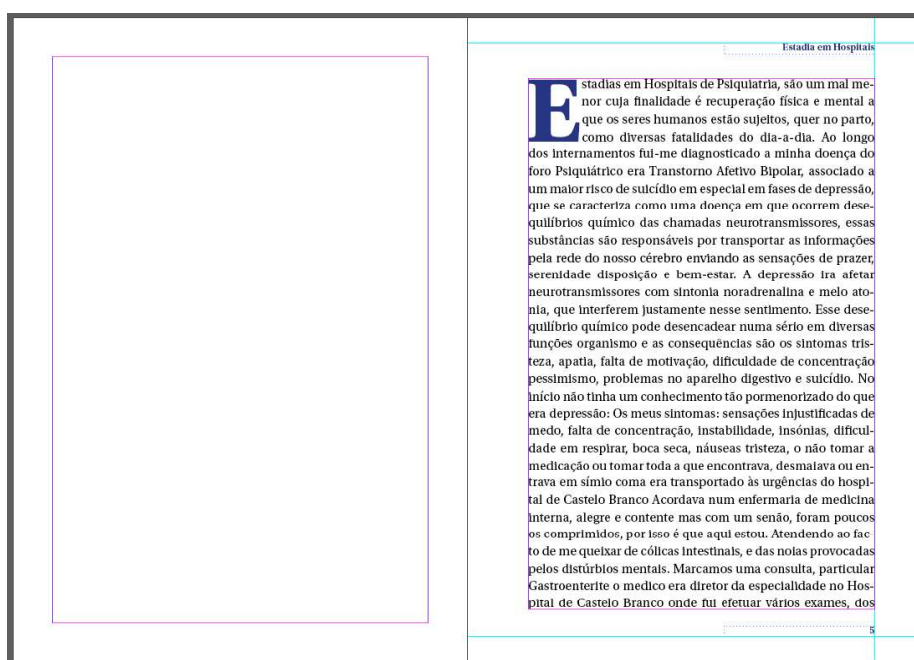 Estadia em Hospitais
Estadias em Hospitais de Psiquiatria, são um mal me-
nor cuja finalidade é recuperação física e mental a
que os seres humanos estão sujeitos, quer no parto,
como diversas fatalidades do dia-a-dia. Ao longo
dos internamentos fui-me diagnosticado a minha doença do
foro Psiquiátrico era Transtorno Afetivo Bipolar, associado a
um maior risco de suicídio em especial em fases de depressão,
que se caracteriza como uma doença em que ocorrem dese-
quilíbrios químico das chamadas neurotransmissores, essas
substâncias são responsáveis por transportar as informações
pela rede do nosso cérebro enviando as sensações de prazer,
serenidade disposição e bem-estar. A depressão ira afetar
neurotransmissores com sintonia noradrenalina e melo ato-
nia, que interferem justamente nesse sentimento. Esse dese-
quilíbrio químico pode desencadear numa sério em diversas
funções organismo e as consequências são os sintomas tris-
teza, apatia, falta de motivação, dificuldade de concentração
pessimismo, problemas no aparelho digestivo e suicídio. No
início não tinha um conhecimento tão pormenorizado do que
era depressão: Os meus sintomas: sensações injustificadas de
medo, falta de concentração, instabilidade, insónias, dificul-
dade em respirar, boca seca, náuseas tristeza, o não tomar a
medicação ou tomar toda a que encontrava, desmaiava ou en-
trava em símio coma era transportado às urgências do hospi-
tal de Castelo Branco Acordava num enfermaria de medicina
interna, alegre e contente mas com um senão, foram poucos
os comprimidos, por isso é que aqui estou. Atendendo ao fac-
to de me queixar de cólicas intestinais, e das noias provocadas
pelos distúrbios mentais. Marcamos uma consulta, particular
Gastroenterite o medico era diretor da especialidade no Hos-
pital de Castelo Branco onde fui efetuar vários exames, dos
5